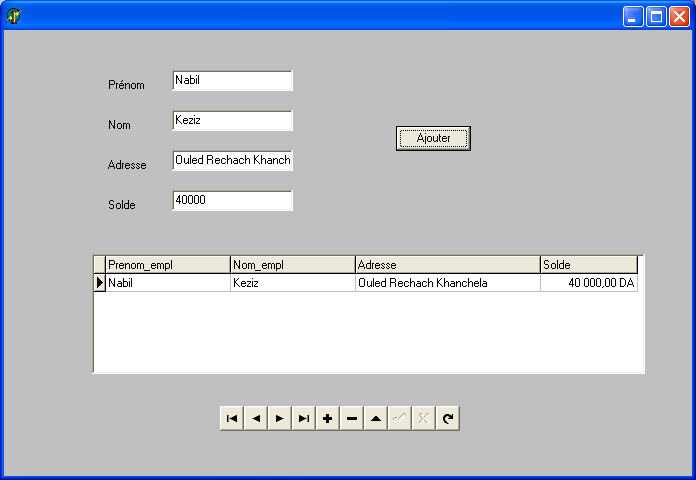 Prénom Nabil
Nom Keziz
Ajouter
Adresse Ouled Rechach Khanch
Solde 40000
Prenom_empl Nom_empl Adresse Solde
Nabil Keziz Ouled Rechach Khanchela 40 000,00 DA